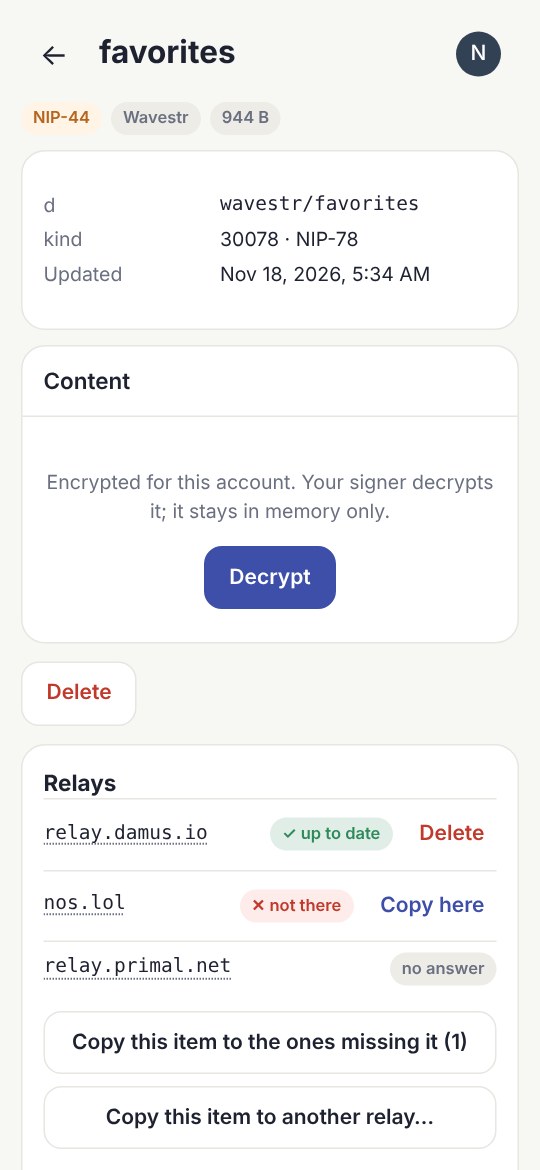 ← favorites N
NIP-44 Wavestr 944 B
d wavestr/favorites
kind 30078 · NIP-78
Updated Nov 18, 2026, 5:34 AM
Content
Encrypted for this account. Your signer decrypts
it; it stays in memory only.
Decrypt
Delete
Relays
relay.damus.io ✓ up to date Delete
nos.lol ✕ not there Copy here
relay.primal.net no answer
Copy this item to the ones missing it (1)
Copy this item to another relay...